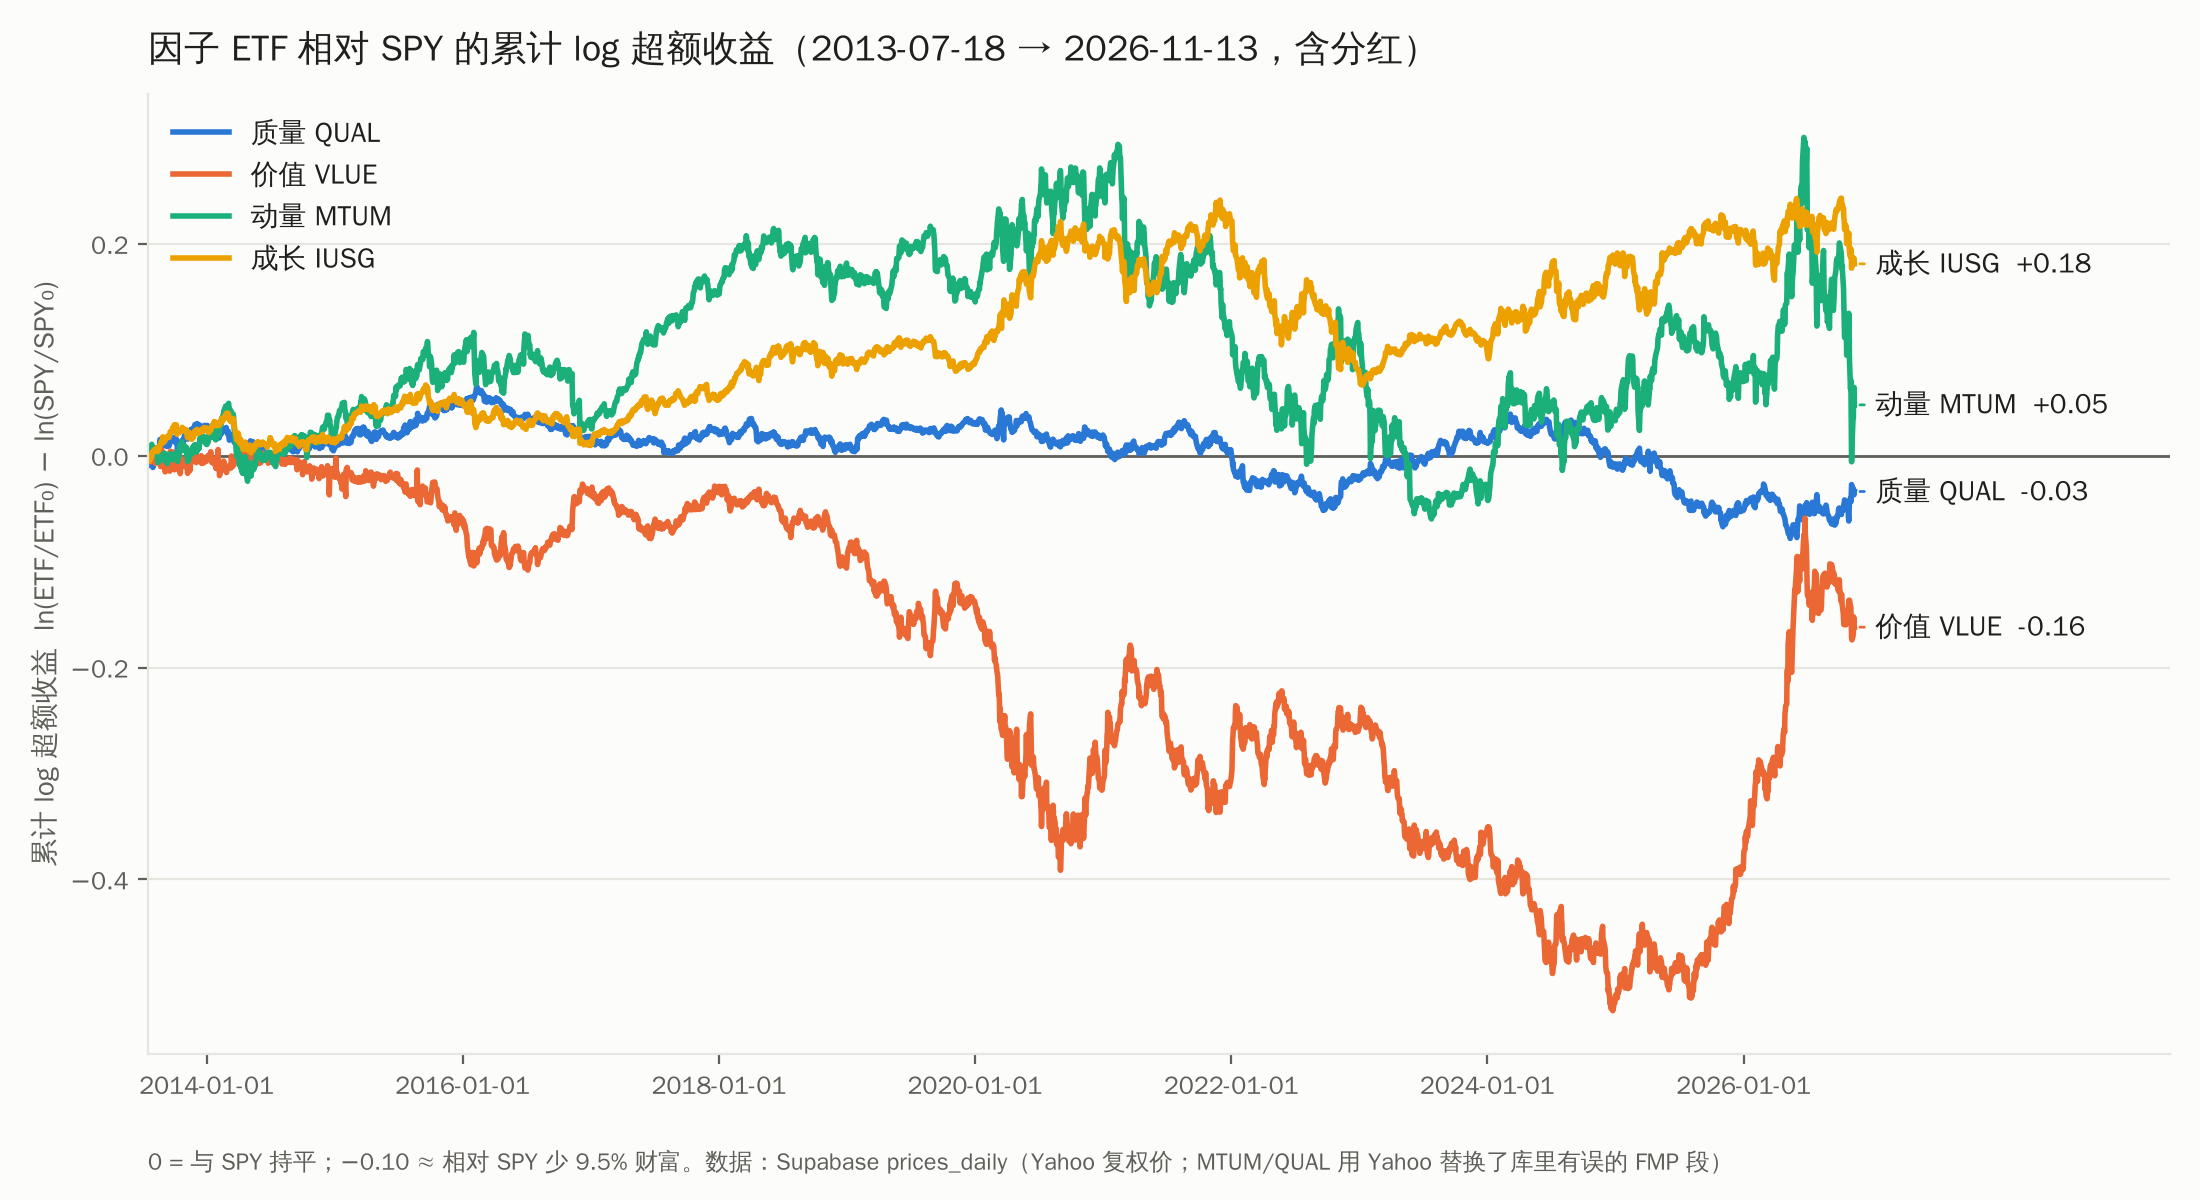 因子 ETF 相对 SPY 的累计 log 超额收益（2013-07-18 → 2026-11-13，含分红）
质量 QUAL
价值 VLUE
动量 MTUM
成长 IUSG
累计 log 超额收益 ln(ETF/ETF₀) − ln(SPY/SPY₀)
0.2
0.0
−0.2
−0.4
成长 IUSG +0.18
动量 MTUM +0.05
质量 QUAL -0.03
价值 VLUE -0.16
2014-01-01
2016-01-01
2018-01-01
2020-01-01
2022-01-01
2024-01-01
2026-01-01
0 = 与 SPY 持平；−0.10 ≈ 相对 SPY 少 9.5% 财富。数据：Supabase prices_daily（Yahoo 复权价；MTUM/QUAL 用 Yahoo 替换了库里有误的 FMP 段）